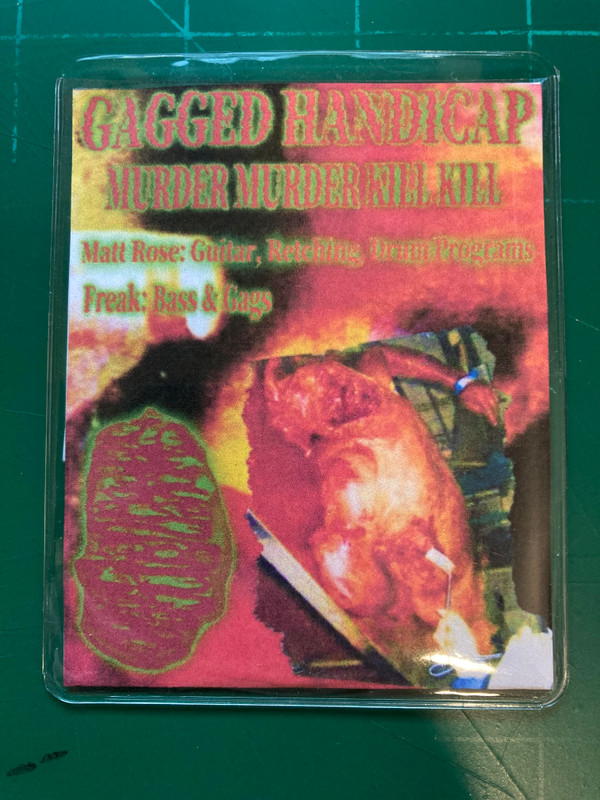 GAGGED HANDICAP
MURDER MURDER KILL KILL
Matt Rose: Guitar, Retching, Drum Programs
Freak: Bass & Gags